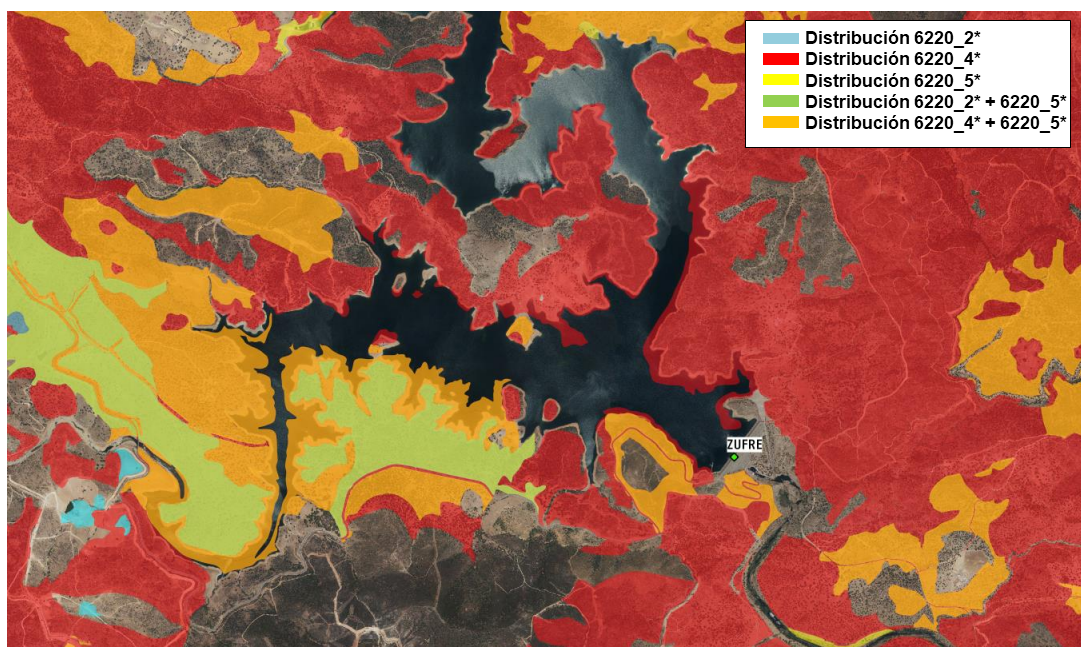 Distribución 6220_2*
Distribución 6220_4*
Distribución 6220_5*
Distribución 6220_2* + 6220_5*
Distribución 6220_4* + 6220_5*
ZUFRE